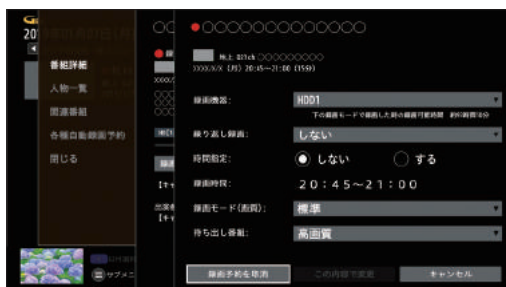 20
番組詳細
人物一覧
関連番組
各種自動録画予約
閉じる
サブメニ
●○○○○○○○○○○○○○○
地上 011ch ○○○○○○○○○
XXXX/X/X (月) 20:45~21:00 (15分)
録画機器:
HDD1
繰り返し録画:
しない
時間指定:
しない
する
録画時間:
20:45~21:00
録画モード(画質):
標準
持ち出し番組:
高画質
録画予約を取消
この内容で変更
キャンセル